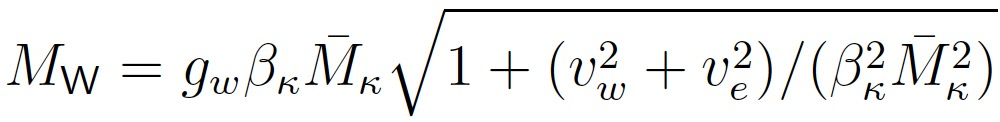 M_W = g_w β_κ M̄_κ √(1 + (v_w^2 + v_e^2)/(β_κ^2 M̄_κ^2))